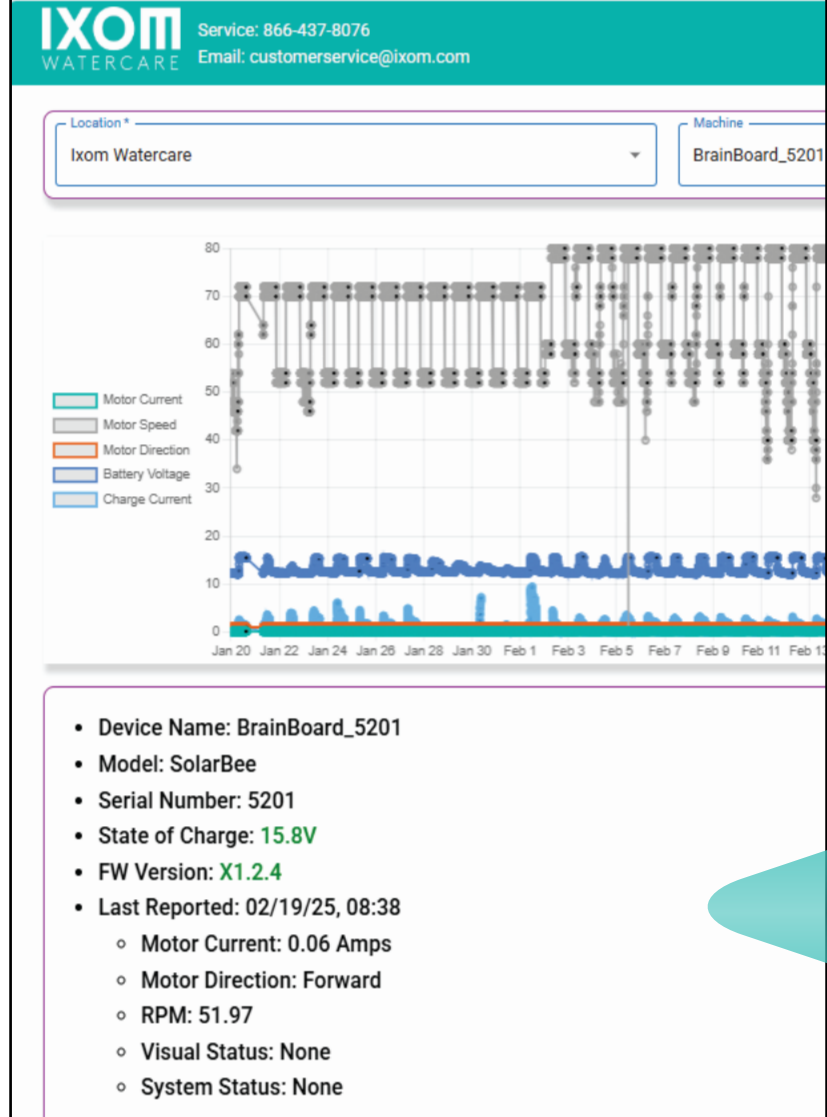 IXOM
WATERCARE
Service: 866-437-8076
Email: customerservice@ixom.com
Location *
Ixom Watercare
Machine
BrainBoard_5201
80
70
60
50
40
30
20
10
0
Motor Current
Motor Speed
Motor Direction
Battery Voltage
Charge Current
Jan 20 Jan 22 Jan 24 Jan 26 Jan 28 Jan 30 Feb 1 Feb 3 Feb 5 Feb 7 Feb 9 Feb 11 Feb 13
• Device Name: BrainBoard_5201
• Model: SolarBee
• Serial Number: 5201
• State of Charge: 15.8V
• FW Version: X1.2.4
• Last Reported: 02/19/25, 08:38
◦ Motor Current: 0.06 Amps
◦ Motor Direction: Forward
◦ RPM: 51.97
◦ Visual Status: None
◦ System Status: None